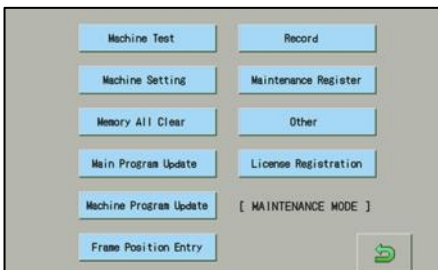 Machine Test
Record
Machine Setting
Maintenance Register
Memory All Clear
Other
Main Program Update
License Registration
Machine Program Update
[ MAINTENANCE MODE ]
Frame Position Entry